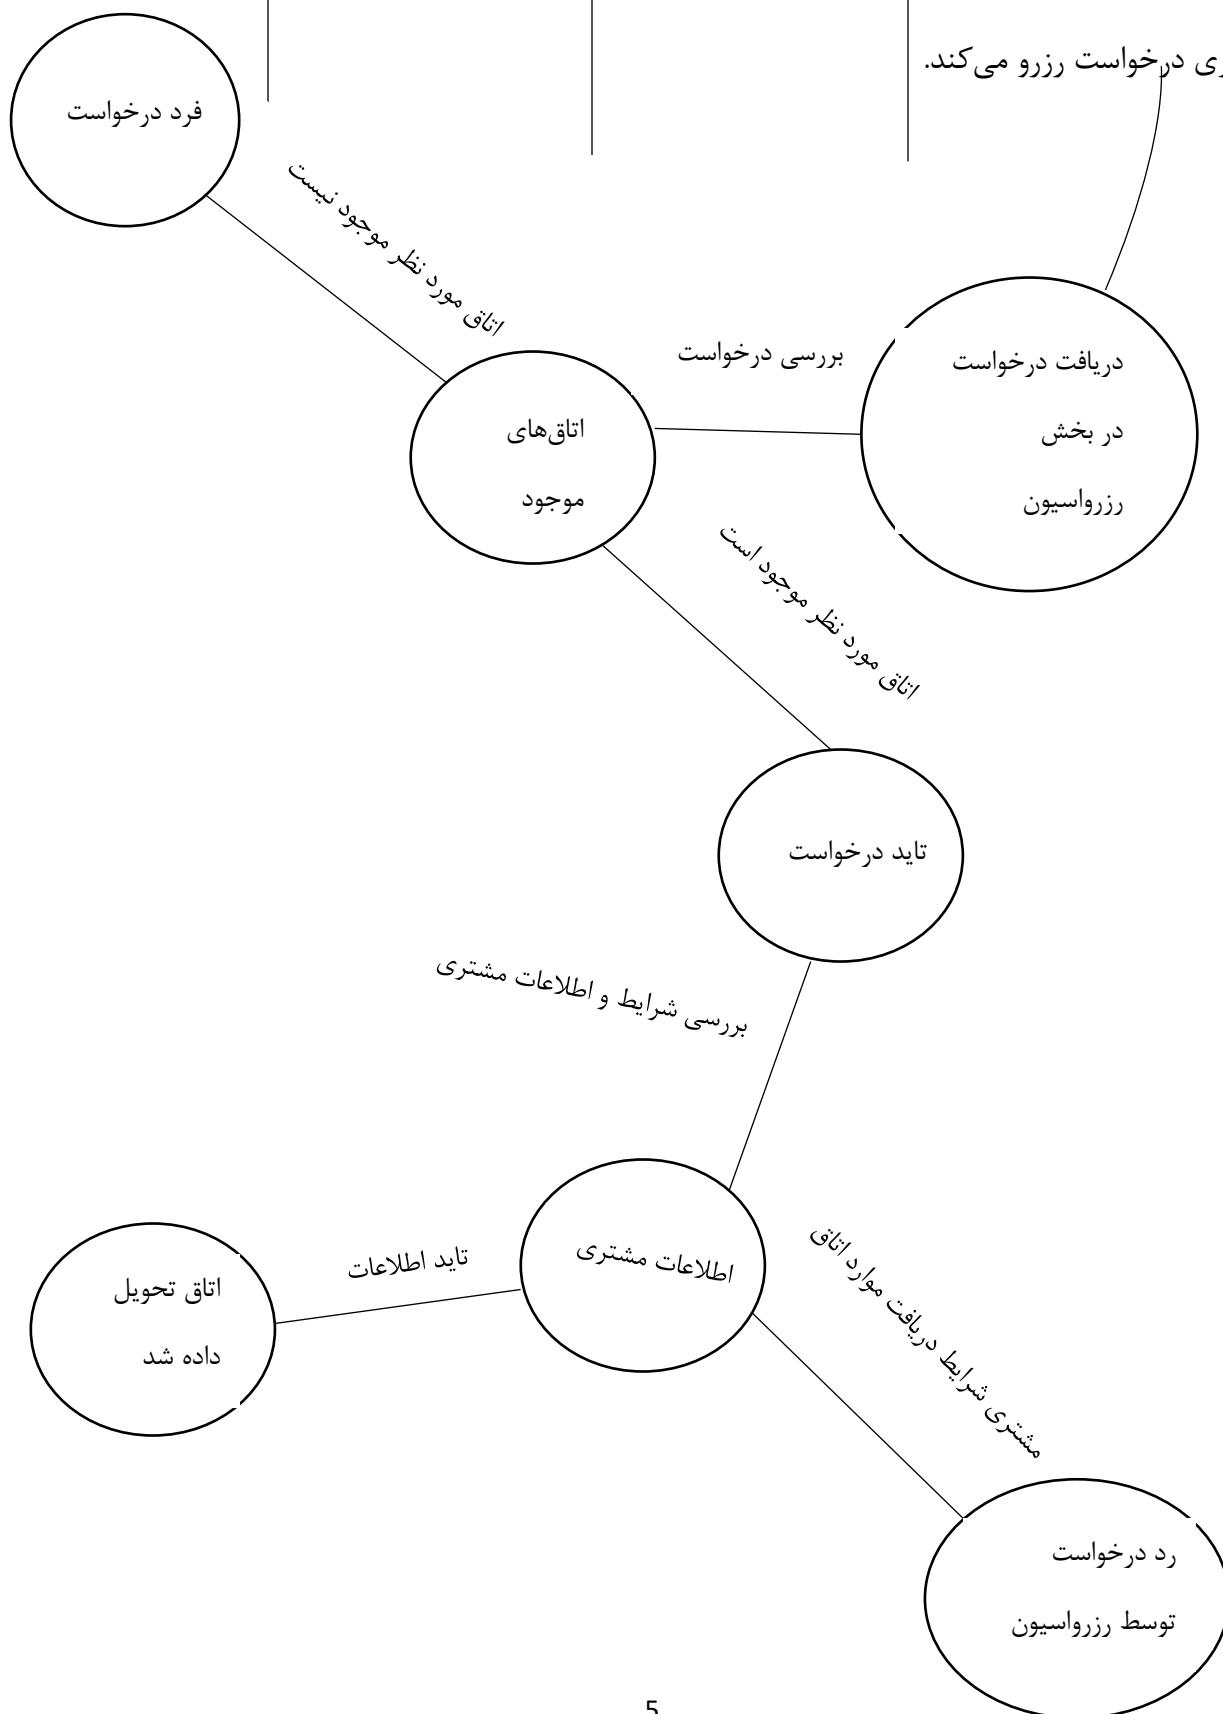 درخواست رزرو می‌کند.
فرد درخواست
اتاق مورد نظر موجود نیست
بررسی درخواست
دریافت درخواست
در بخش
رزرواسیون
اتاق‌های
موجود
اتاق مورد نظر موجود است
تاید درخواست
بررسی شرایط و اطلاعات مشتری
اطلاعات مشتری
تاید اطلاعات
اتاق تحویل
داده شد
مشتری شرایط دریافت موارد اتاق
رد درخواست
توسط رزرواسیون
5